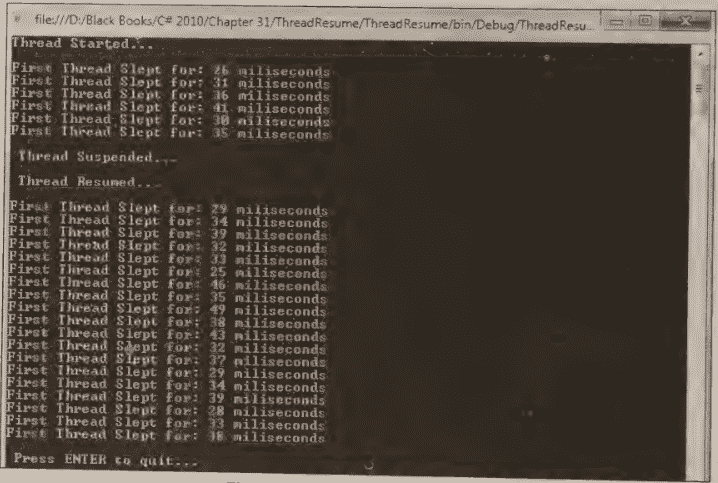 file:///D:/Black Books/C# 2010/Chapter 31/ThreadResume/ThreadResume/bin/Debug/ThreadResu...
Thread Started...
First Thread Slept for: 26 miliseconds
First Thread Slept for: 31 miliseconds
First Thread Slept for: 36 miliseconds
First Thread Slept for: 41 miliseconds
First Thread Slept for: 30 miliseconds
First Thread Slept for: 35 miliseconds
Thread Suspended...
Thread Resumed...
First Thread Slept for: 29 miliseconds
First Thread Slept for: 34 miliseconds
First Thread Slept for: 39 miliseconds
First Thread Slept for: 32 miliseconds
First Thread Slept for: 33 miliseconds
First Thread Slept for: 25 miliseconds
First Thread Slept for: 46 miliseconds
First Thread Slept for: 35 miliseconds
First Thread Slept for: 49 miliseconds
First Thread Slept for: 38 miliseconds
First Thread Slept for: 43 miliseconds
First Thread Slept for: 32 miliseconds
First Thread Slept for: 37 miliseconds
First Thread Slept for: 29 miliseconds
First Thread Slept for: 34 miliseconds
First Thread Slept for: 39 miliseconds
First Thread Slept for: 28 miliseconds
First Thread Slept for: 33 miliseconds
First Thread Slept for: 38 miliseconds
Press ENTER to quit...